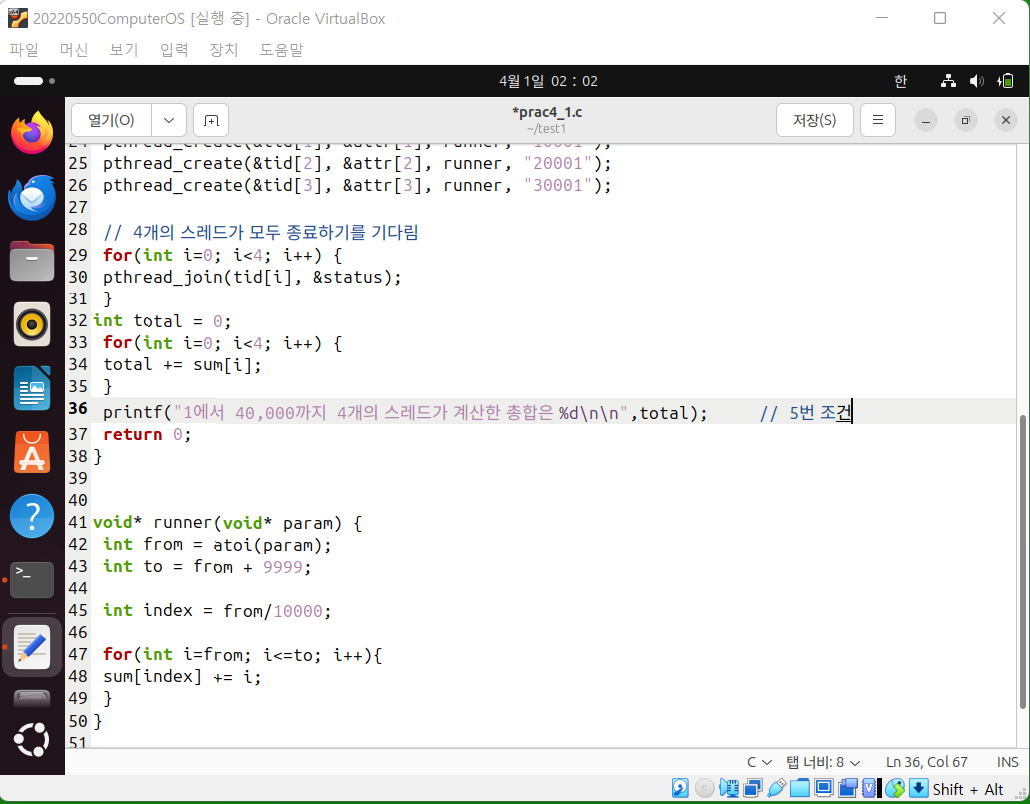 20220550ComputerOS [실행 중] - Oracle VirtualBox
파일 머신 보기 입력 장치 도움말
4월 1일 02 : 02 한
열기(O) *prac4_1.c 저장(S)
~/test1
24 pthread_create(&tid[1], &attr[1], runner, "10001");
25 pthread_create(&tid[2], &attr[2], runner, "20001");
26 pthread_create(&tid[3], &attr[3], runner, "30001");
27
28 // 4개의 스레드가 모두 종료하기를 기다림
29 for(int i=0; i<4; i++) {
30 pthread_join(tid[i], &status);
31 }
32 int total = 0;
33 for(int i=0; i<4; i++) {
34 total += sum[i];
35 }
36 printf("1에서 40,000까지 4개의 스레드가 계산한 총합은 %d\n\n",total); // 5번 조건
37 return 0;
38 }
39
40
41 void* runner(void* param) {
42 int from = atoi(param);
43 int to = from + 9999;
44
45 int index = from/10000;
46
47 for(int i=from; i<=to; i++){
48 sum[index] += i;
49 }
50 }
51
C 탭 너비: 8 Ln 36, Col 67 INS
Shift + Alt